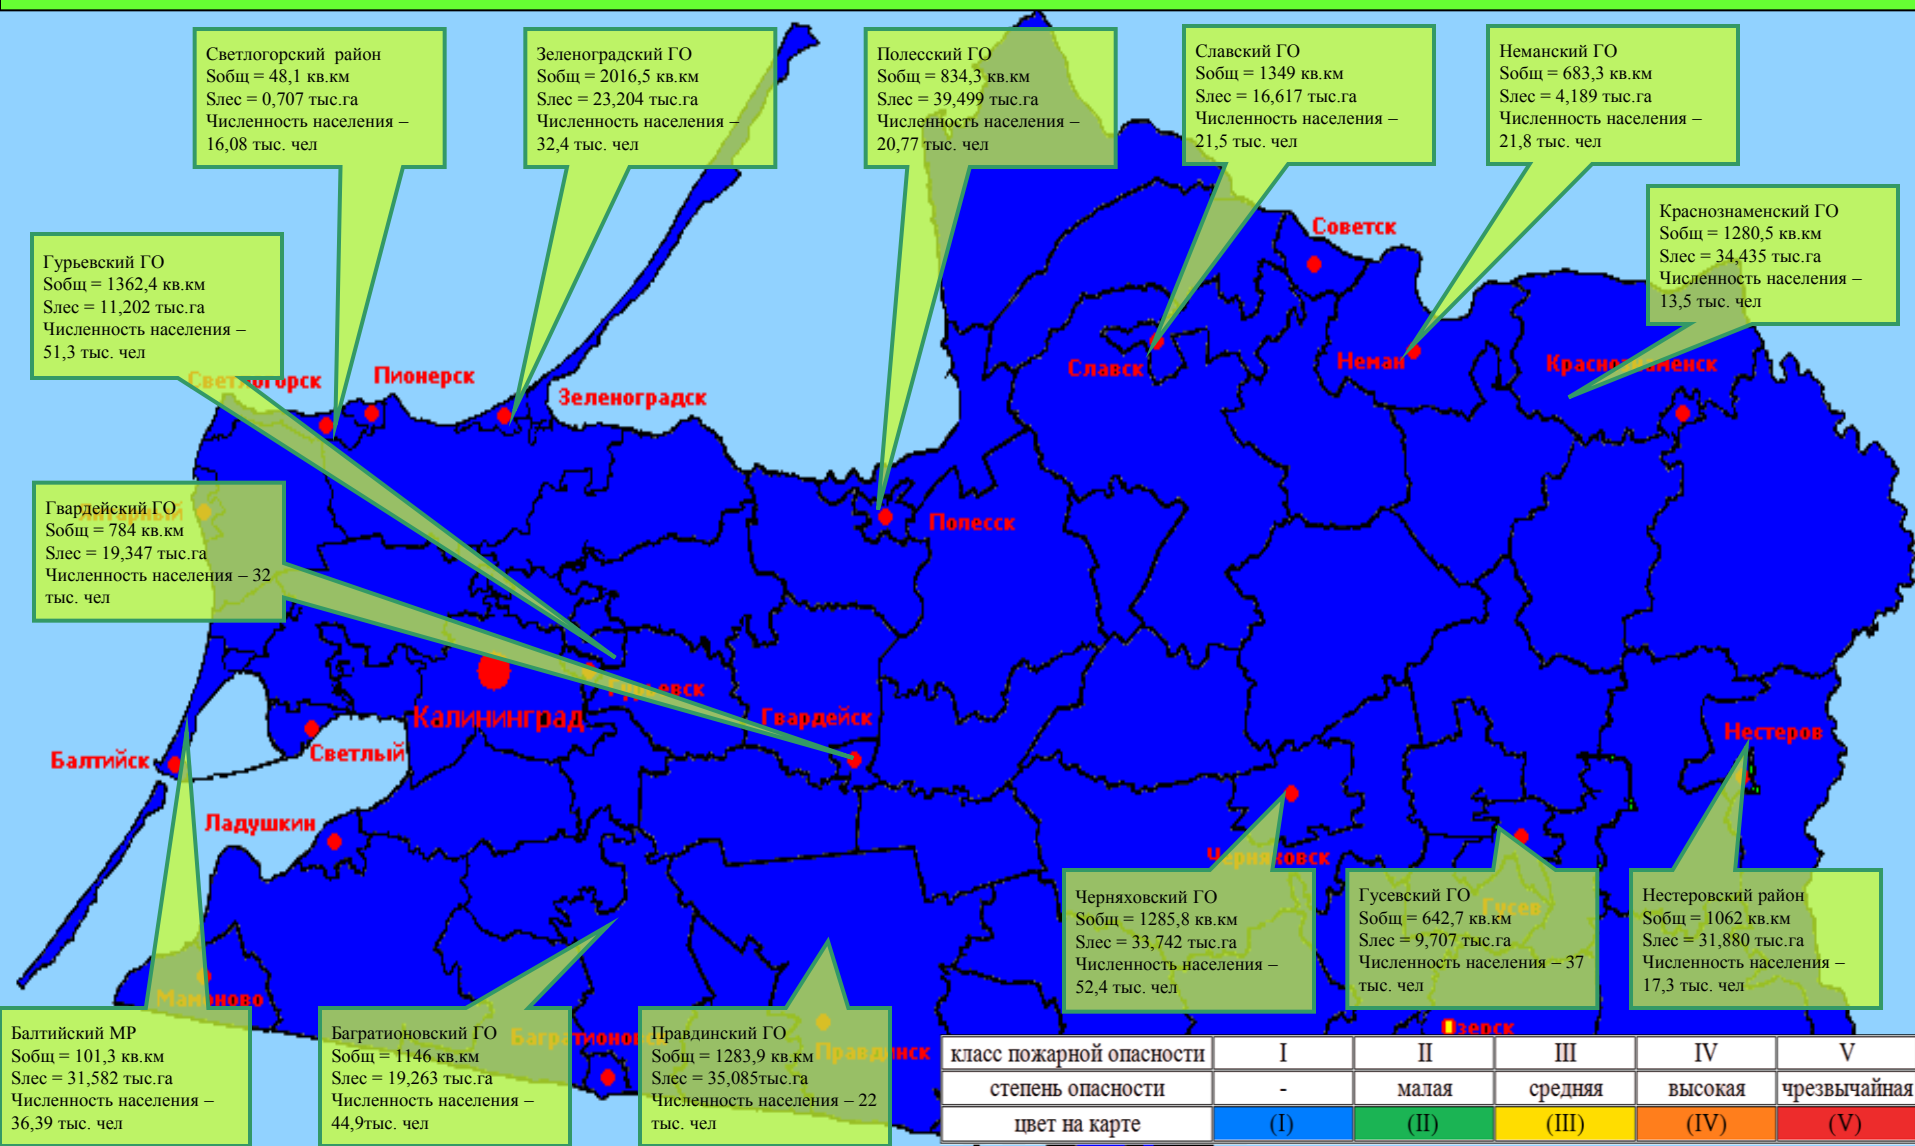 Светлогорский район
Sобщ = 48,1 кв.км
Sлес = 0,707 тыс.га
Численность населения –
16,08 тыс. чел
Зеленоградский ГО
Sобщ = 2016,5 кв.км
Sлес = 23,204 тыс.га
Численность населения –
32,4 тыс. чел
Полесский ГО
Sобщ = 834,3 кв.км
Sлес = 39,499 тыс.га
Численность населения –
20,77 тыс. чел
Славский ГО
Sобщ = 1349 кв.км
Sлес = 16,617 тыс.га
Численность населения –
21,5 тыс. чел
Неманский ГО
Sобщ = 683,3 кв.км
Sлес = 4,189 тыс.га
Численность населения –
21,8 тыс. чел
Краснознаменский ГО
Sобщ = 1280,5 кв.км
Sлес = 34,435 тыс.га
Численность населения –
13,5 тыс. чел
Гурьевский ГО
Sобщ = 1362,4 кв.км
Sлес = 11,202 тыс.га
Численность населения –
51,3 тыс. чел
Советск
Светлогорск
Пионерск
Зеленоградск
Славск
Неман
Краснознаменск
Гвардейский ГО
Sобщ = 784 кв.км
Sлес = 19,347 тыс.га
Численность населения – 32
тыс. чел
Янтарный
Полесск
Гурьевск
Калининград
Гвардейск
Нестеров
Балтийск
Светлый
Ладушкин
Черняховск
Гусев
Мамоново
Багратионовск
Правдинск
Озерск
Черняховский ГО
Sобщ = 1285,8 кв.км
Sлес = 33,742 тыс.га
Численность населения –
52,4 тыс. чел
Гусевский ГО
Sобщ = 642,7 кв.км
Sлес = 9,707 тыс.га
Численность населения – 37
тыс. чел
Нестеровский район
Sобщ = 1062 кв.км
Sлес = 31,880 тыс.га
Численность населения –
17,3 тыс. чел
Балтийский МР
Sобщ = 101,3 кв.км
Sлес = 31,582 тыс.га
Численность населения –
36,39 тыс. чел
Багратионовский ГО
Sобщ = 1146 кв.км
Sлес = 19,263 тыс.га
Численность населения –
44,9тыс. чел
Правдинский ГО
Sобщ = 1283,9 кв.км
Sлес = 35,085тыс.га
Численность населения – 22
тыс. чел
класс пожарной опасности I II III IV V
степень опасности - малая средняя высокая чрезвычайная
цвет на карте (I) (II) (III) (IV) (V)